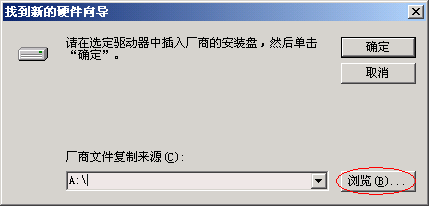 找到新的硬件向导
请在选定驱动器中插入厂商的安装盘，然后单击
“确定”。
确定
取消
厂商文件复制来源(C):
A:\
浏览(B)...